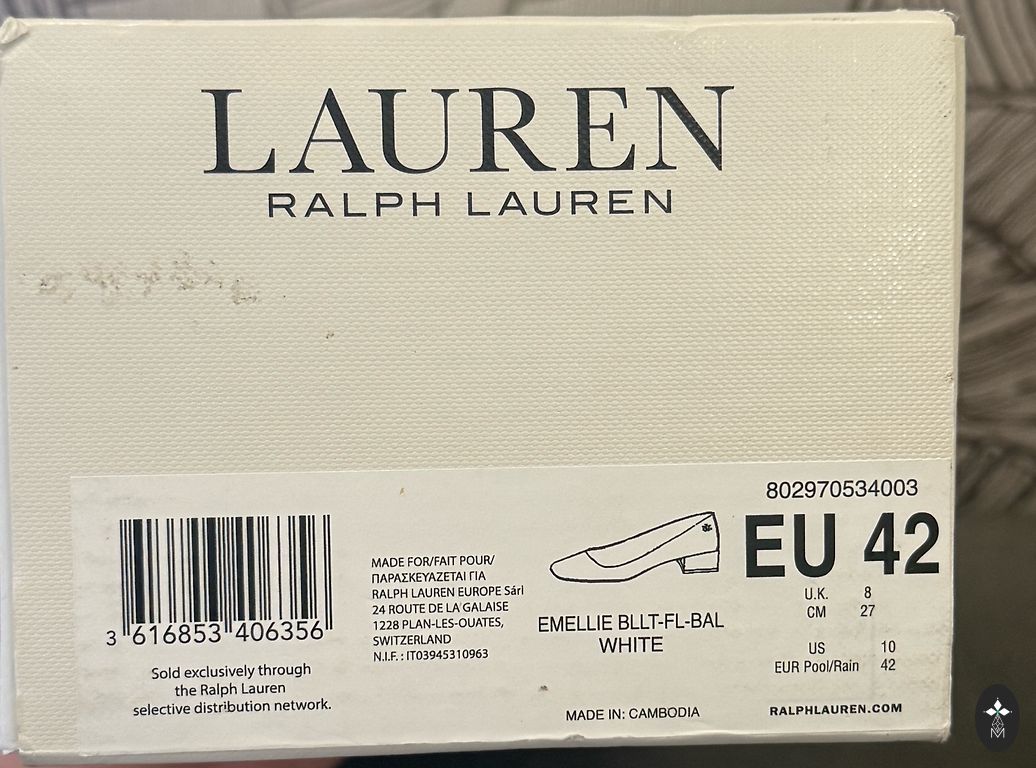 LAUREN
RALPH LAUREN
802970534003
EU 42
U.K. 8
CM 27
US 10
EUR Pool/Rain 42
RALPHLAUREN.COM
EMELLIE BLLT-FL-BAL
WHITE
MADE IN: CAMBODIA
MADE FOR/FAIT POUR/
ΠΑΡΑΣΚΕΥΑΖΕΤΑΙ ΓΙΑ
RALPH LAUREN EUROPE Sárl
24 ROUTE DE LA GALAISE
1228 PLAN-LES-OUATES,
SWITZERLAND
N.I.F. : IT03945310963
3 616853 406356
Sold exclusively through
the Ralph Lauren
selective distribution network.
M